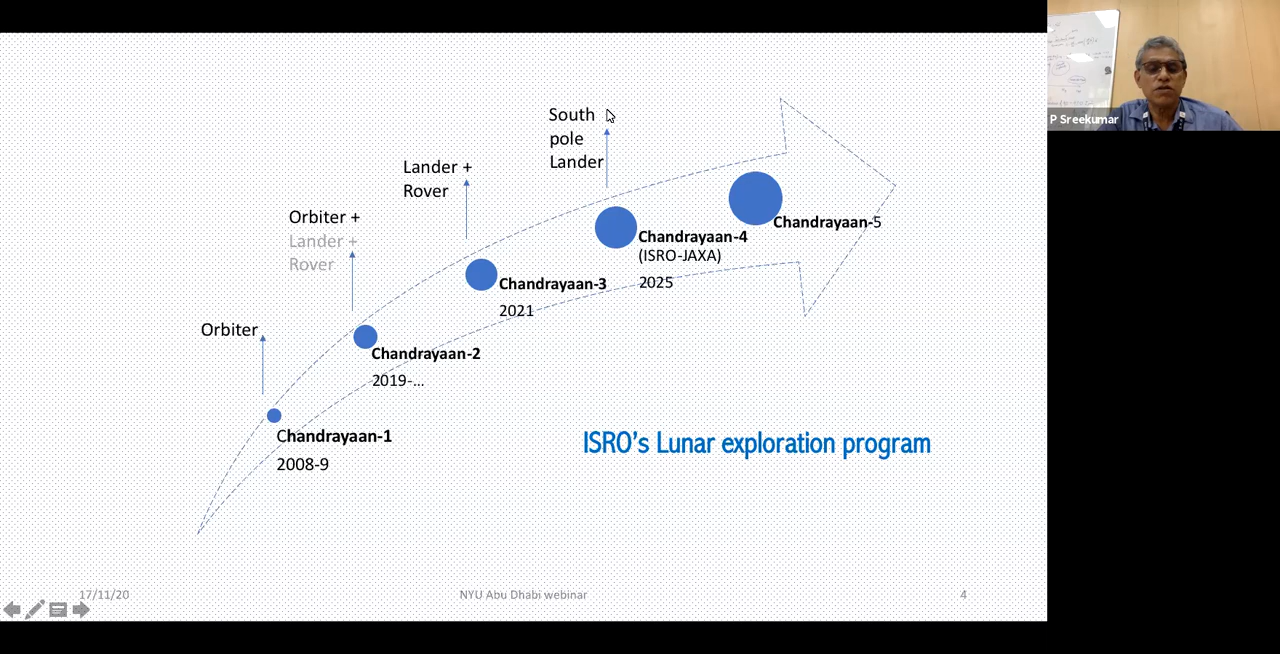 South
pole
Lander
Lander +
Rover
Orbiter +
Lander +
Rover
Orbiter
Chandrayaan-5
Chandrayaan-4
(ISRO-JAXA)
2025
Chandrayaan-3
2021
Chandrayaan-2
2019-...
Chandrayaan-1
2008-9
ISRO's Lunar exploration program
17/11/20
NYU Abu Dhabi webinar
4
P Sreekumar